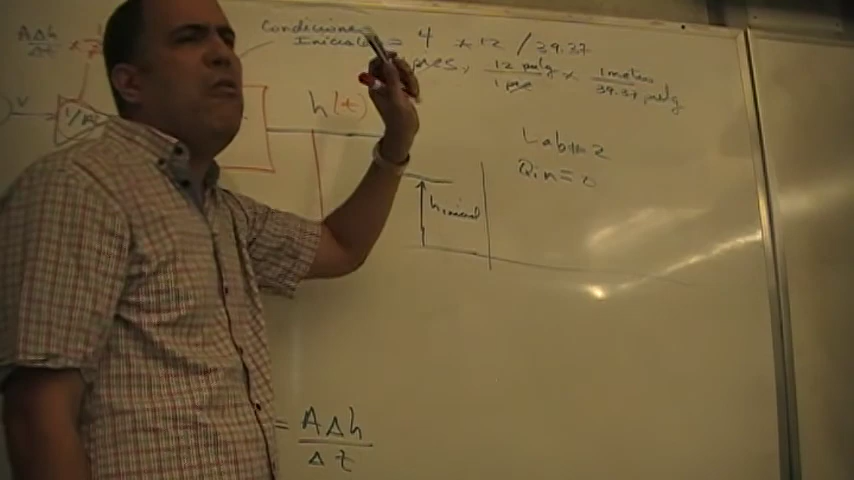 Condiciones
Iniciales = 4 * 12 / 39.37
pies * 12 pulg / 1 pie * 1 metro / 39.37 pulg
AΔh / Δt
V
h(t)
Lab # 2
Qin = 0
h inicial
= AΔh / Δt